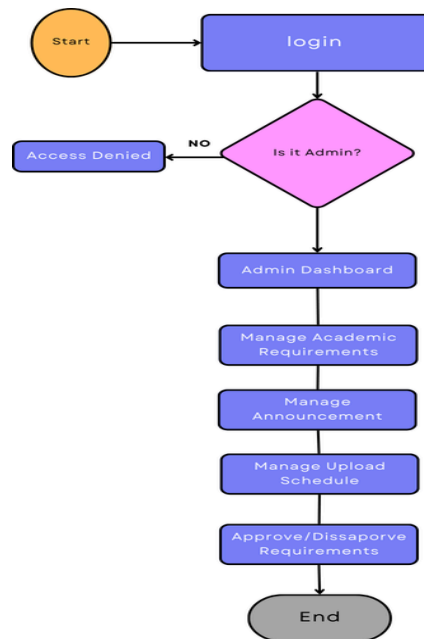 Start
login
Is it Admin?
NO
Access Denied
Admin Dashboard
Manage Academic
Requirements
Manage
Announcement
Manage Upload
Schedule
Approve/Dissaporve
Requirements
End